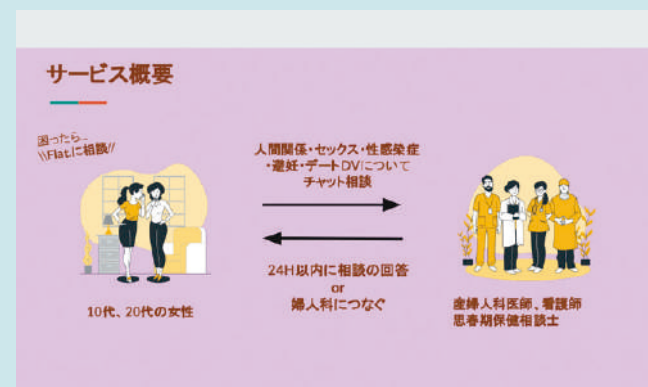 サービス概要
困ったら...
\\Flat.に相談//
人間関係・セックス・性感染症
・避妊・デートDVについて
チャット相談
24H以内に相談の回答
or
婦人科につなぐ
10代、20代の女性
産婦人科医師、看護師
思春期保健相談士